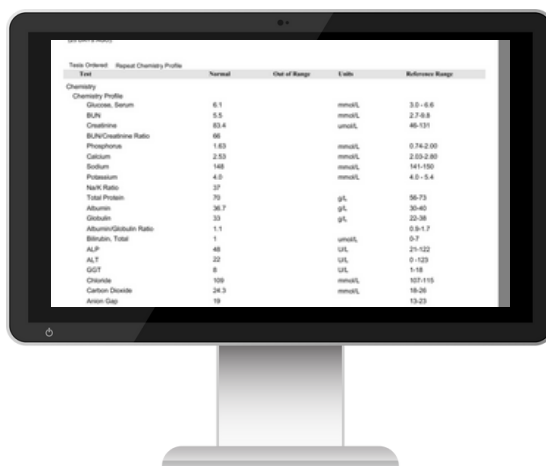 Tests Ordered Repeat Chemistry Profile
Test Normal Out of Range Units Reference Range
Chemistry
Chemistry Profile
Glucose, Serum 6.1 mmol/L 3.0 - 6.6
BUN 5.5 mmol/L 2.7-9.8
Creatinine 83.4 umol/L 46-131
BUN/Creatinine Ratio 66
Phosphorus 1.63 mmol/L 0.74-2.00
Calcium 2.53 mmol/L 2.03-2.80
Sodium 148 mmol/L 141-150
Potassium 4.0 mmol/L 4.0 - 5.4
Na/K Ratio 37
Total Protein 70 g/L 56-73
Albumin 36.7 g/L 30-40
Globulin 33 g/L 22-38
Albumin/Globulin Ratio 1.1 0.9-1.7
Bilirubin, Total 1 umol/L 0-7
ALP 48 U/L 21-122
ALT 22 U/L 0 -123
GGT 8 U/L 1-18
Chloride 109 mmol/L 107-115
Carbon Dioxide 24.3 mmol/L 16-26
Anion Gap 19 13-23